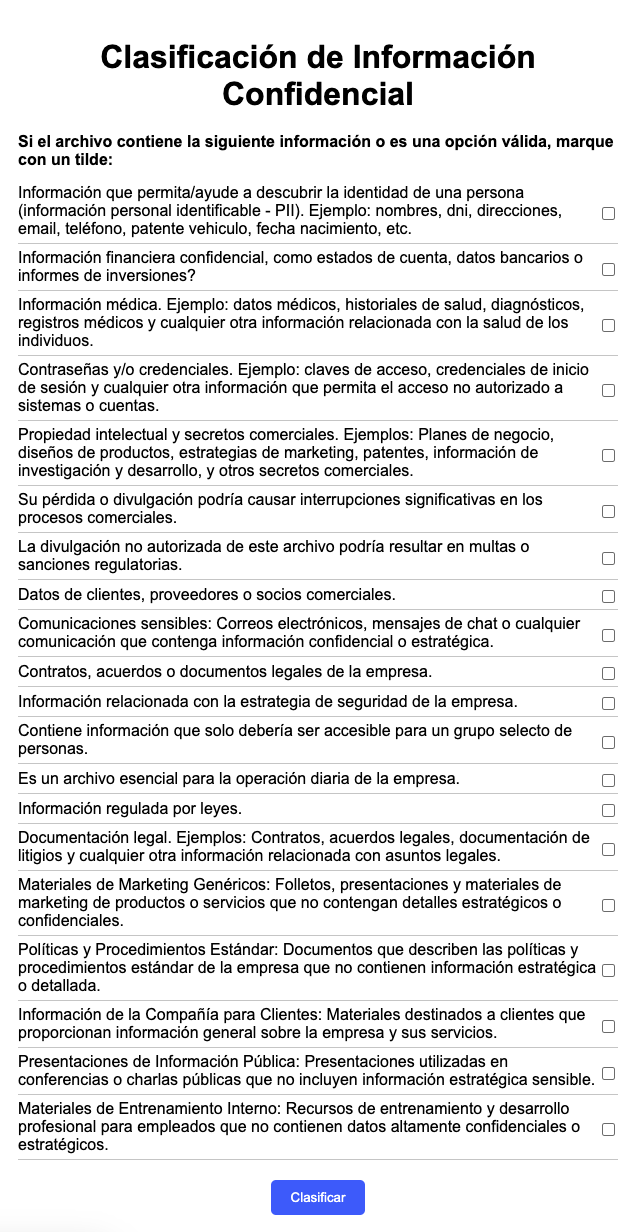 Clasificación de Información
Confidencial
Si el archivo contiene la siguiente información o es una opción válida, marque
con un tilde:
Información que permita/ayude a descubrir la identidad de una persona
(información personal identificable - PII). Ejemplo: nombres, dni, direcciones,
email, teléfono, patente vehiculo, fecha nacimiento, etc.
Información financiera confidencial, como estados de cuenta, datos bancarios o
informes de inversiones?
Información médica. Ejemplo: datos médicos, historiales de salud, diagnósticos,
registros médicos y cualquier otra información relacionada con la salud de los
individuos.
Contraseñas y/o credenciales. Ejemplo: claves de acceso, credenciales de inicio
de sesión y cualquier otra información que permita el acceso no autorizado a
sistemas o cuentas.
Propiedad intelectual y secretos comerciales. Ejemplos: Planes de negocio,
diseños de productos, estrategias de marketing, patentes, información de
investigación y desarrollo, y otros secretos comerciales.
Su pérdida o divulgación podría causar interrupciones significativas en los
procesos comerciales.
La divulgación no autorizada de este archivo podría resultar en multas o
sanciones regulatorias.
Datos de clientes, proveedores o socios comerciales.
Comunicaciones sensibles: Correos electrónicos, mensajes de chat o cualquier
comunicación que contenga información confidencial o estratégica.
Contratos, acuerdos o documentos legales de la empresa.
Información relacionada con la estrategia de seguridad de la empresa.
Contiene información que solo debería ser accesible para un grupo selecto de
personas.
Es un archivo esencial para la operación diaria de la empresa.
Información regulada por leyes.
Documentación legal. Ejemplos: Contratos, acuerdos legales, documentación de
litigios y cualquier otra información relacionada con asuntos legales.
Materiales de Marketing Genéricos: Folletos, presentaciones y materiales de
marketing de productos o servicios que no contengan detalles estratégicos o
confidenciales.
Políticas y Procedimientos Estándar: Documentos que describen las políticas y
procedimientos estándar de la empresa que no contienen información estratégica
o detallada.
Información de la Compañía para Clientes: Materiales destinados a clientes que
proporcionan información general sobre la empresa y sus servicios.
Presentaciones de Información Pública: Presentaciones utilizadas en
conferencias o charlas públicas que no incluyen información estratégica sensible.
Materiales de Entrenamiento Interno: Recursos de entrenamiento y desarrollo
profesional para empleados que no contienen datos altamente confidenciales o
estratégicos.
Clasificar